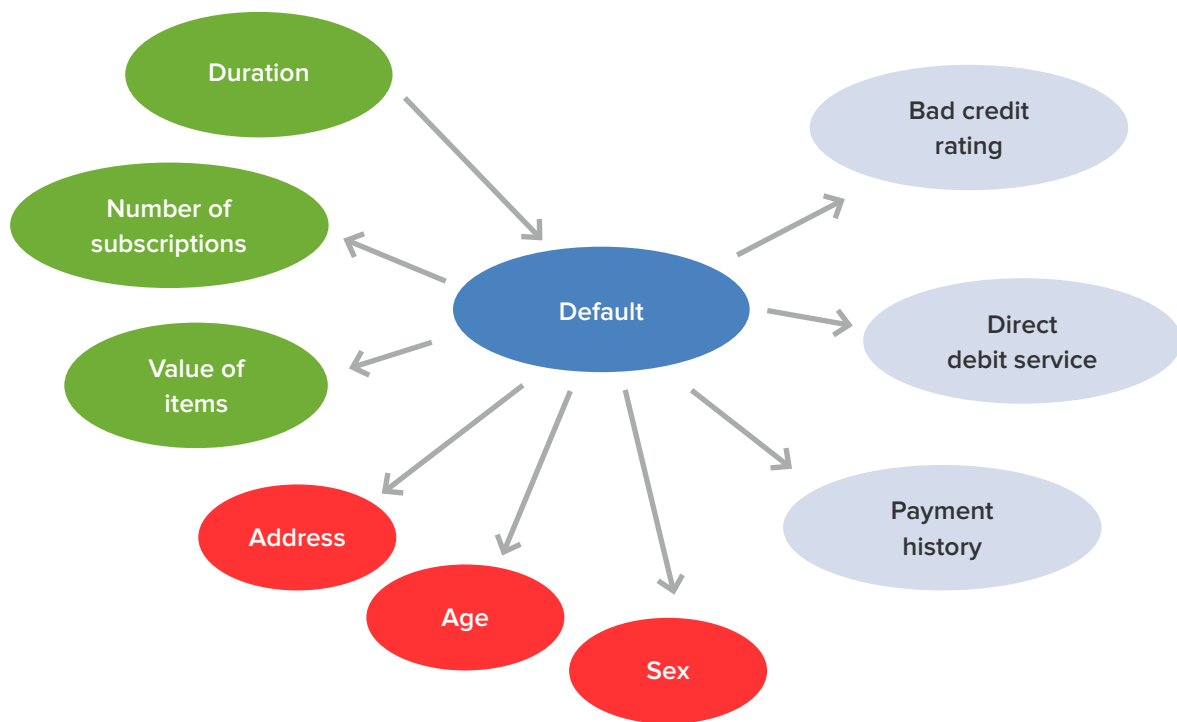 Duration
Number of
subscriptions
Value of
items
Address
Age
Sex
Default
Bad credit
rating
Direct
debit service
Payment
history